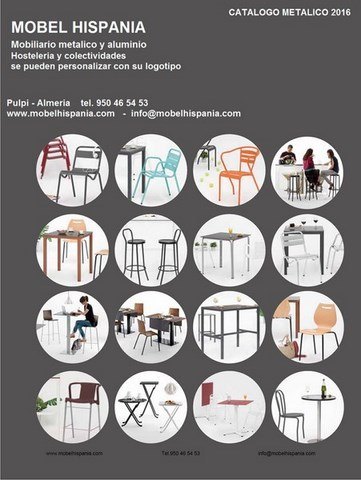 CATALOGO METALICO 2016
MOBEL HISPANIA
Mobiliario metalico y aluminio
Hosteleria y colectividades
se pueden personalizar con su logotipo
Pulpi - Almeria tel. 950 46 54 53
www.mobelhispania.com - info@mobelhispania.com
www.mobelhispania.com Tel.950 46 54 53 info@mobelhispania.com